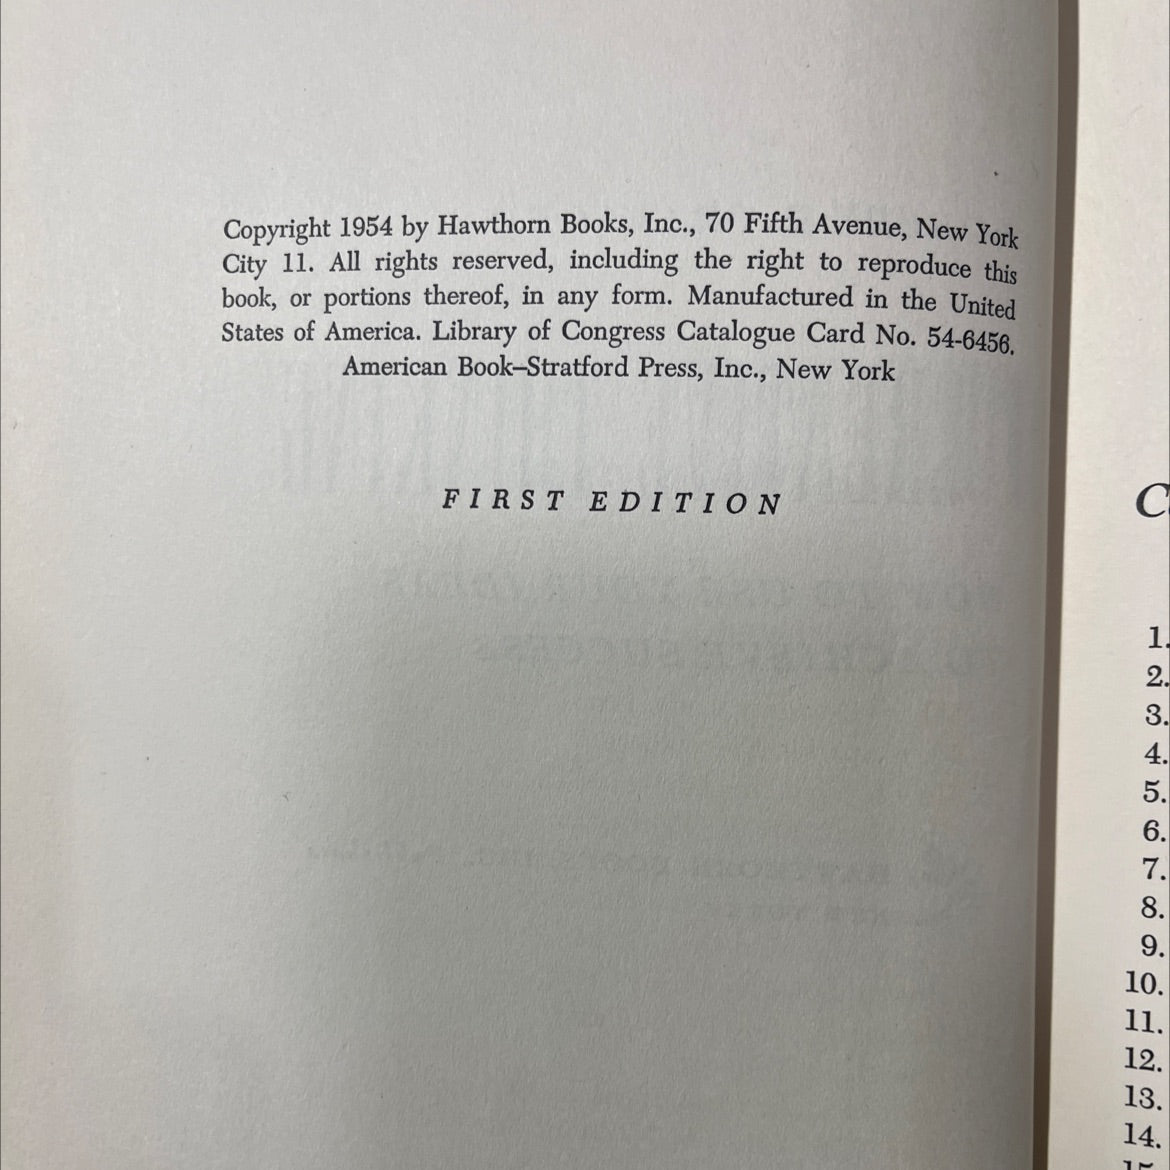 Copyright 1954 by Hawthorn Books, Inc., 70 Fifth Avenue, New York
City 11. All rights reserved, including the right to reproduce this
book, or portions thereof, in any form. Manufactured in the United
States of America. Library of Congress Catalogue Card No. 54-6456.
American Book—Stratford Press, Inc., New York
FIRST EDITION
C
1.
2.
3.
4.
5.
6.
7.
8.
9.
10.
11.
12.
13.
14.